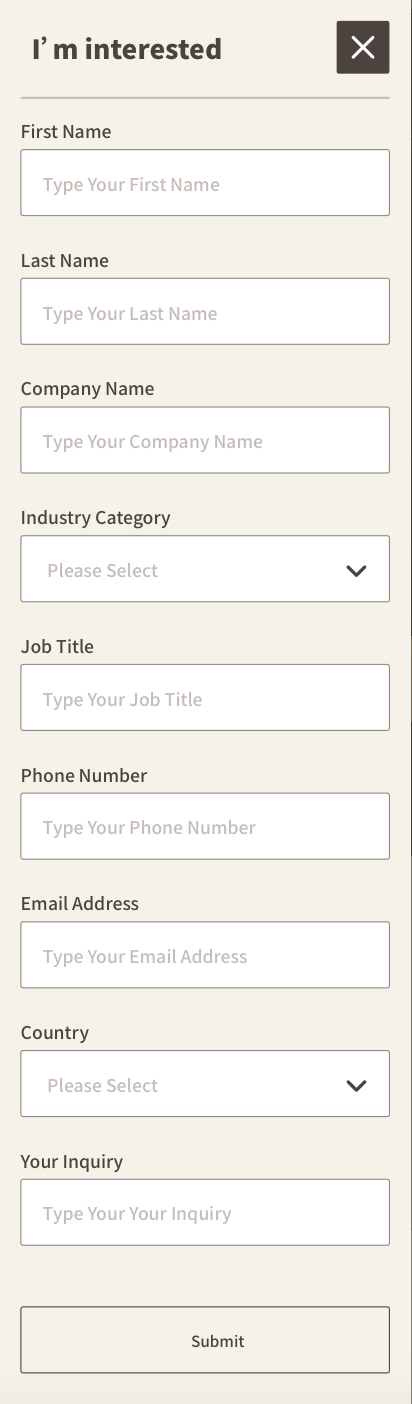 I’m interested
First Name
Type Your First Name
Last Name
Type Your Last Name
Company Name
Type Your Company Name
Industry Category
Please Select
Job Title
Type Your Job Title
Phone Number
Type Your Phone Number
Email Address
Type Your Email Address
Country
Please Select
Your Inquiry
Type Your Your Inquiry
Submit